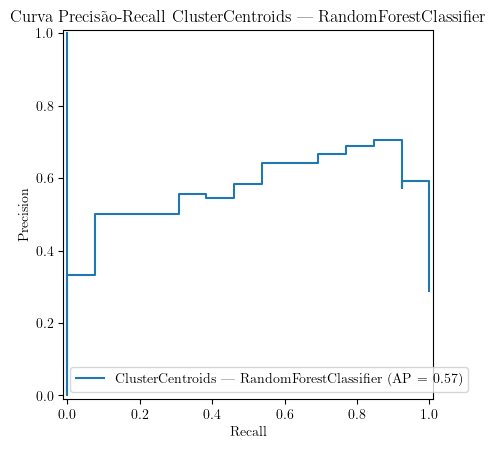 Curva Precisão-Recall ClusterCentroids — RandomForestClassifier
1.0
0.8
0.6
0.4
0.2
0.0
Precision
ClusterCentroids — RandomForestClassifier (AP = 0.57)
0.0 0.2 0.4 0.6 0.8 1.0
Recall